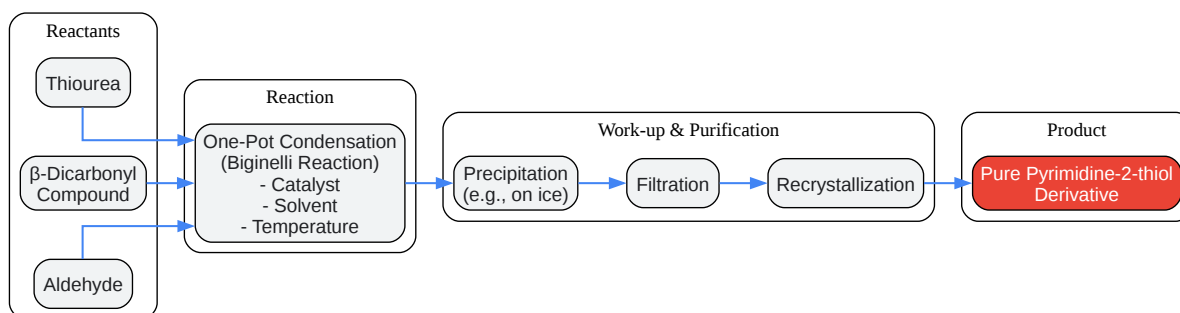 Reactants
Thiourea
β-Dicarbonyl
Compound
Aldehyde
Reaction
One-Pot Condensation
(Biginelli Reaction)
- Catalyst
- Solvent
- Temperature
Work-up & Purification
Precipitation
(e.g., on ice)
Filtration
Recrystallization
Product
Pure Pyrimidine-2-thiol
Derivative